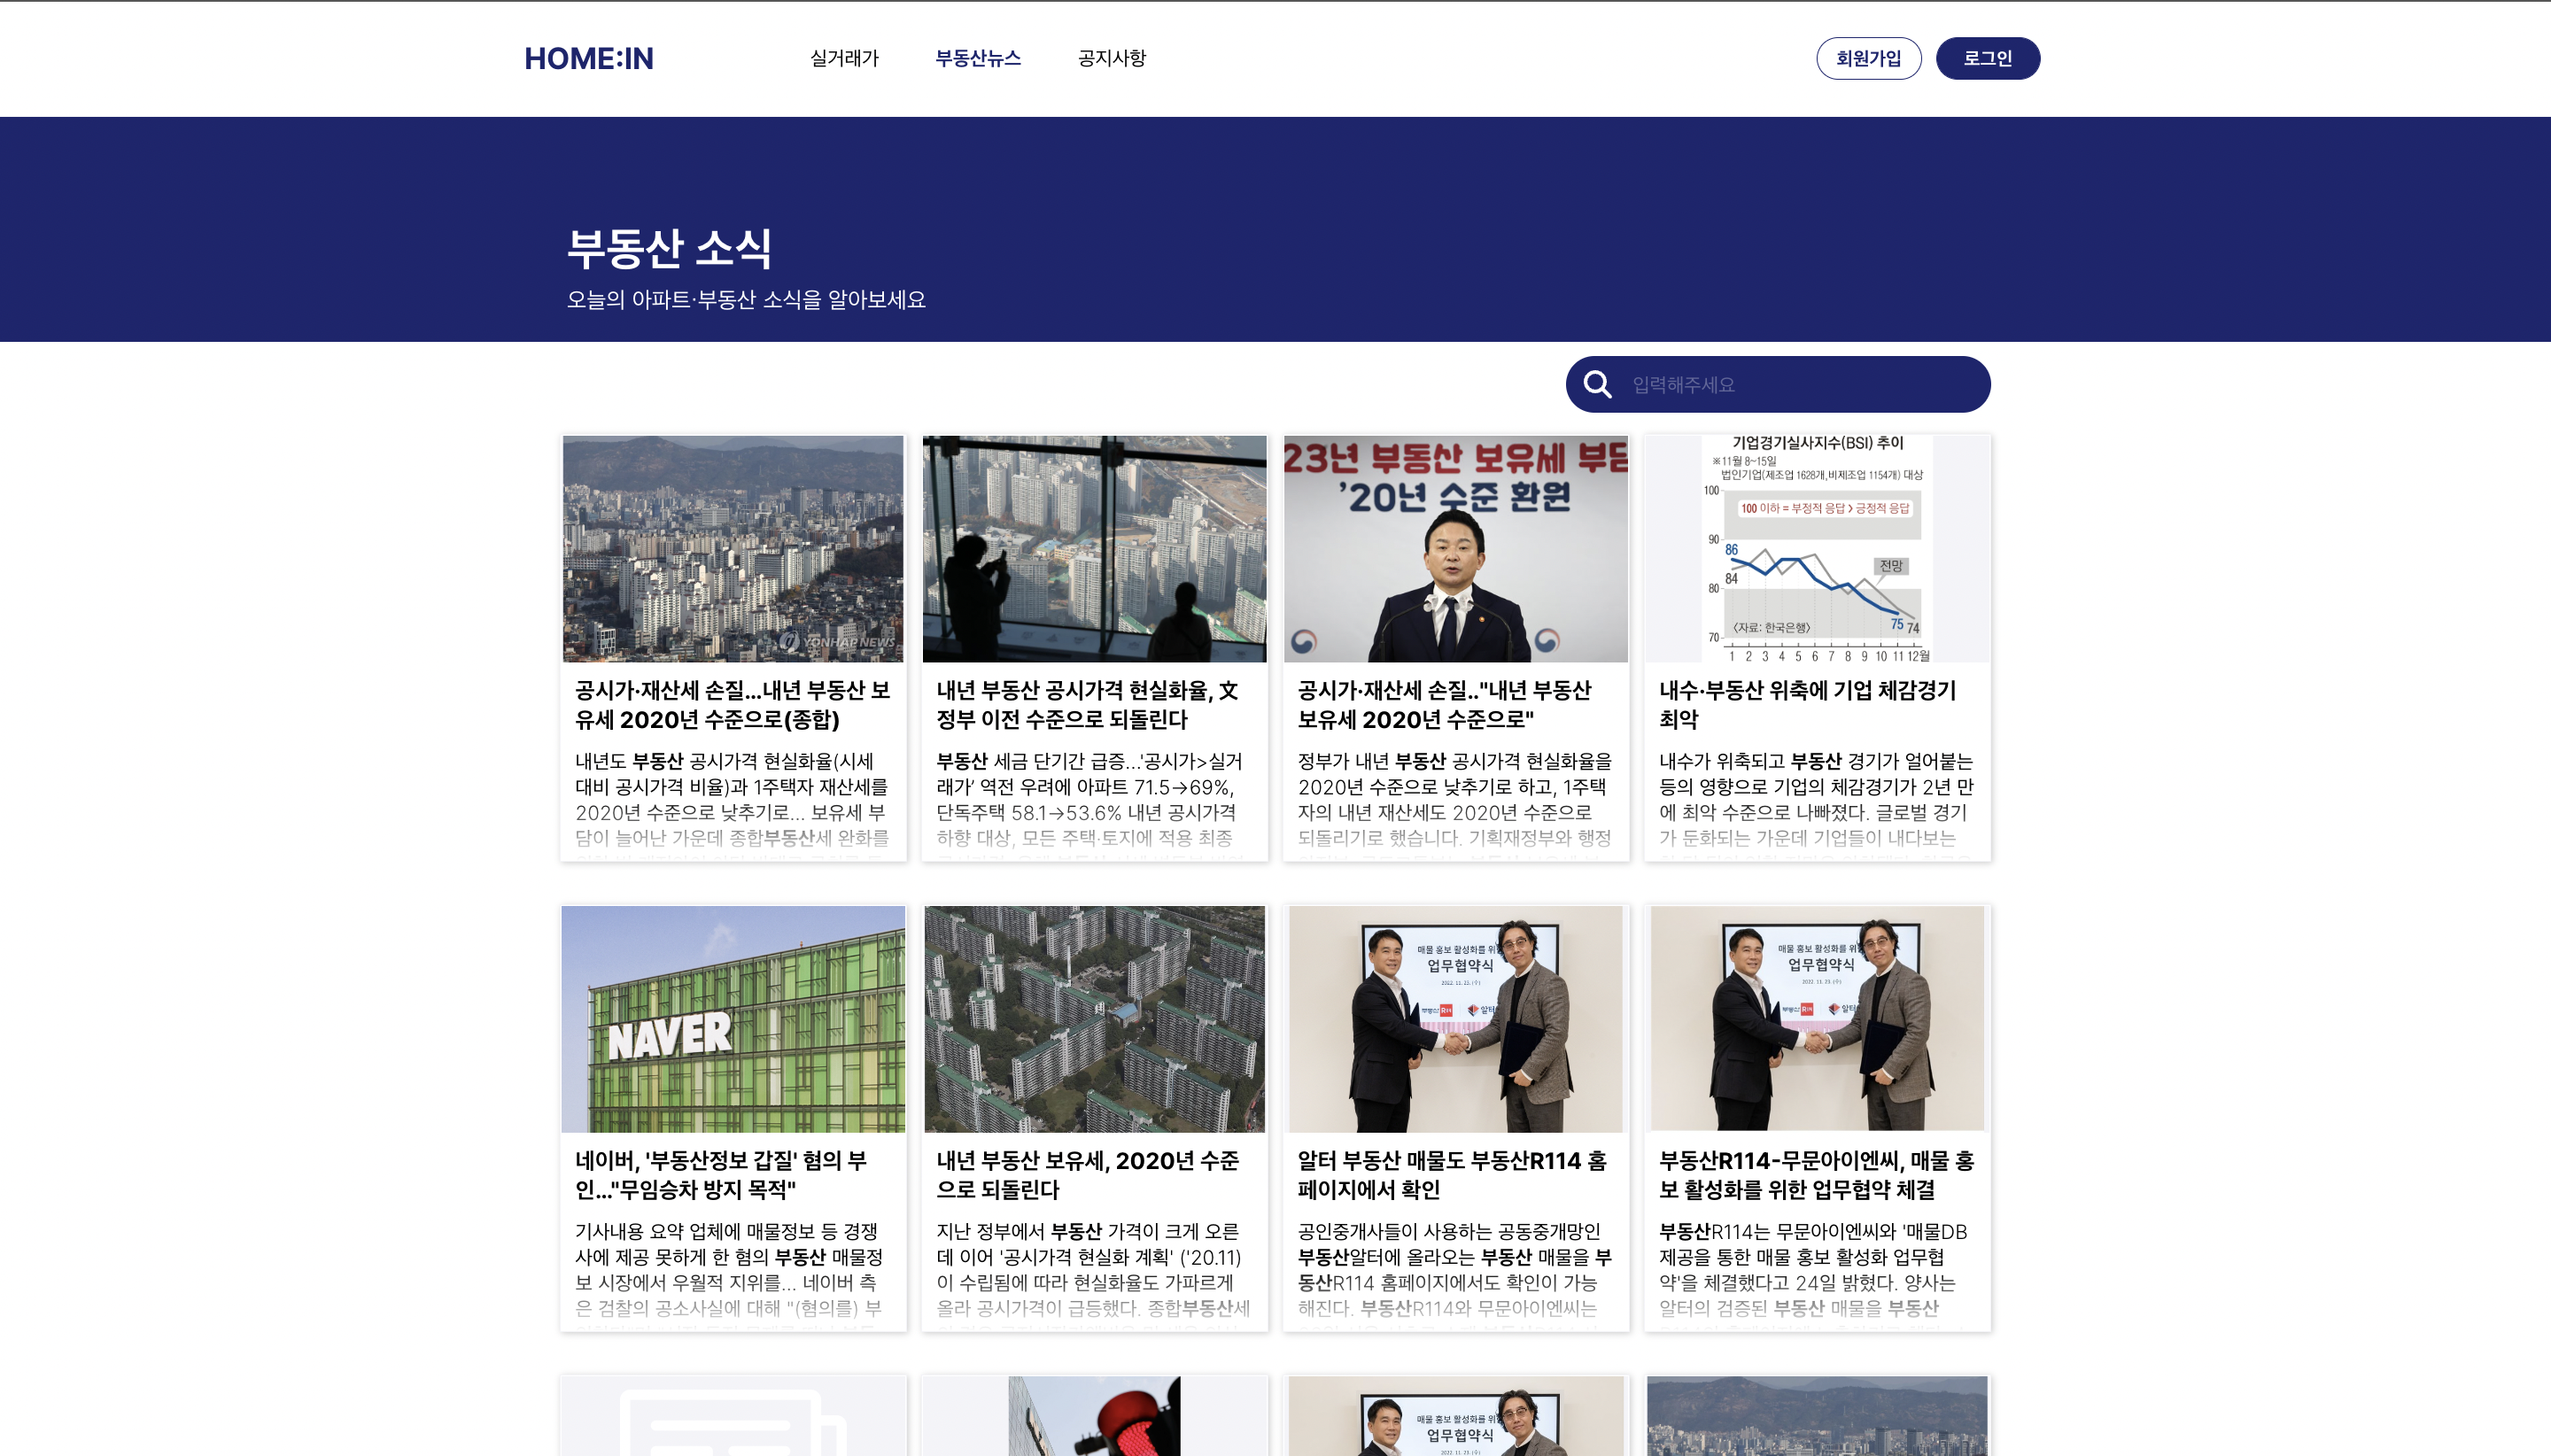 HOME:IN
실거래가
부동산뉴스
공지사항
회원가입
로그인
부동산 소식
오늘의 아파트·부동산 소식을 알아보세요
입력해주세요
YONHAP NEWS
23년 부동산 보유세 부담
'20년 수준 환원
기업경기실사지수(BSI) 추이
※11월 8~15일
법인기업(제조업 1628개, 비제조업 1154개) 대상
100
100 이하 = 부정적 응답 > 긍정적 응답
90
86
전망
84
80
75 74
<자료: 한국은행>
70
1 2 3 4 5 6 7 8 9 10 11 12월
공시가·재산세 손질...내년 부동산 보
유세 2020년 수준으로(종합)
내년도 부동산 공시가격 현실화율(시세
대비 공시가격 비율)과 1주택자 재산세를
2020년 수준으로 낮추기로... 보유세 부
담이 늘어난 가운데 종합부동산세 완화를
내년 부동산 공시가격 현실화율, 文
정부 이전 수준으로 되돌린다
부동산 세금 단기간 급증...'공시가>실거
래가’ 역전 우려에 아파트 71.5→69%,
단독주택 58.1→53.6% 내년 공시가격
하향 대상, 모든 주택·토지에 적용 최종
공시가·재산세 손질.."내년 부동산
보유세 2020년 수준으로"
정부가 내년 부동산 공시가격 현실화율을
2020년 수준으로 낮추기로 하고, 1주택
자의 내년 재산세도 2020년 수준으로
되돌리기로 했습니다. 기획재정부와 행정
내수·부동산 위축에 기업 체감경기
최악
내수가 위축되고 부동산 경기가 얼어붙는
등의 영향으로 기업의 체감경기가 2년 만
에 최악 수준으로 나빠졌다. 글로벌 경기
가 둔화되는 가운데 기업들이 내다보는
NAVER
매물 홍보 활성화를 위
업무협약식
2022. 11. 23. (수)
부동산R114
알터
매물 홍보 활성화를 위
업무협약식
2022. 11. 23. (수)
부동산R114
알터
네이버, '부동산정보 갑질' 혐의 부
인..."무임승차 방지 목적"
기사내용 요약 업체에 매물정보 등 경쟁
사에 제공 못하게 한 혐의 부동산 매물정
보 시장에서 우월적 지위를... 네이버 측
은 검찰의 공소사실에 대해 "(혐의를) 부
내년 부동산 보유세, 2020년 수준
으로 되돌린다
지난 정부에서 부동산 가격이 크게 오른
데 이어 '공시가격 현실화 계획' ('20.11)
이 수립됨에 따라 현실화율도 가파르게
올라 공시가격이 급등했다. 종합부동산세
알터 부동산 매물도 부동산R114 홈
페이지에서 확인
공인중개사들이 사용하는 공동중개망인
부동산알터에 올라오는 부동산 매물을 부
동산R114 홈페이지에서도 확인이 가능
해진다. 부동산R114와 무문아이엔씨는
부동산R114-무문아이엔씨, 매물 홍
보 활성화를 위한 업무협약 체결
부동산R114는 무문아이엔씨와 '매물DB
제공을 통한 매물 홍보 활성화 업무협
약'을 체결했다고 24일 밝혔다. 양사는
알터의 검증된 부동산 매물을 부동산
매물 홍보 활성화를 위
업무협약식
2022. 11. 23. (수)